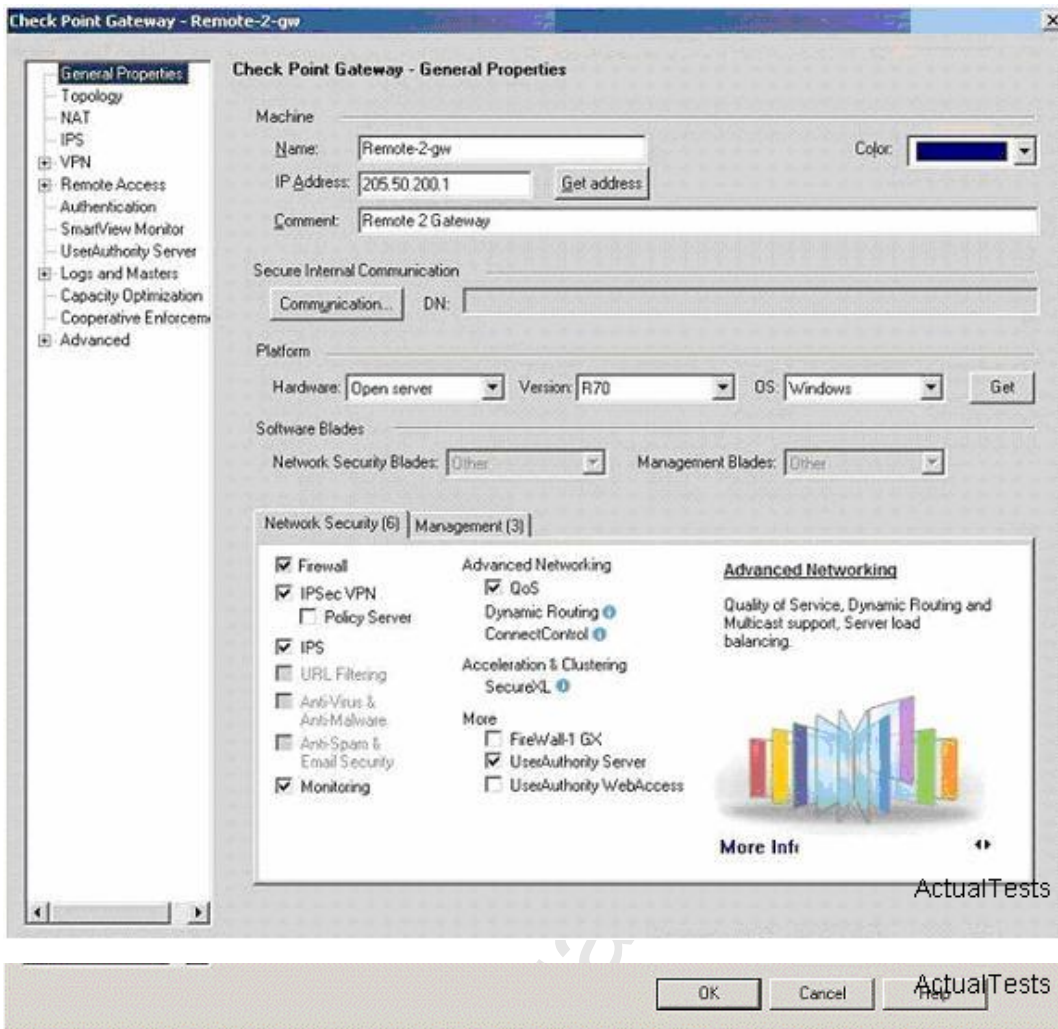 Check Point Gateway - Remote-2-gw
General Properties
Topology
NAT
IPS
VPN
Remote Access
Authentication
SmartView Monitor
UserAuthority Server
Logs and Masters
Capacity Optimization
Cooperative Enforceme
Advanced
Check Point Gateway - General Properties
Machine
Name: Remote-2-gw
Color:
IP Address: 205.50.200.1 Get address
Comment: Remote 2 Gateway
Secure Internal Communication
Communication... DN:
Platform
Hardware: Open server Version: R70 OS: Windows Get
Software Blades
Network Security Blades: Other Management Blades: Other
Network Security (6) Management (3)
Firewall
IPSec VPN
Policy Server
IPS
URL Filtering
Anti-Virus &
Anti-Malware
Anti-Spam &
Email Security
Monitoring
Advanced Networking
QoS
Dynamic Routing
ConnectControl
Acceleration & Clustering
SecureXL
More
FireWall-1 GX
UserAuthority Server
UserAuthority WebAccess
Advanced Networking
Quality of Service, Dynamic Routing and
Multicast support, Server load
balancing.
More Info
ActualTests
OK Cancel Help
ActualTests